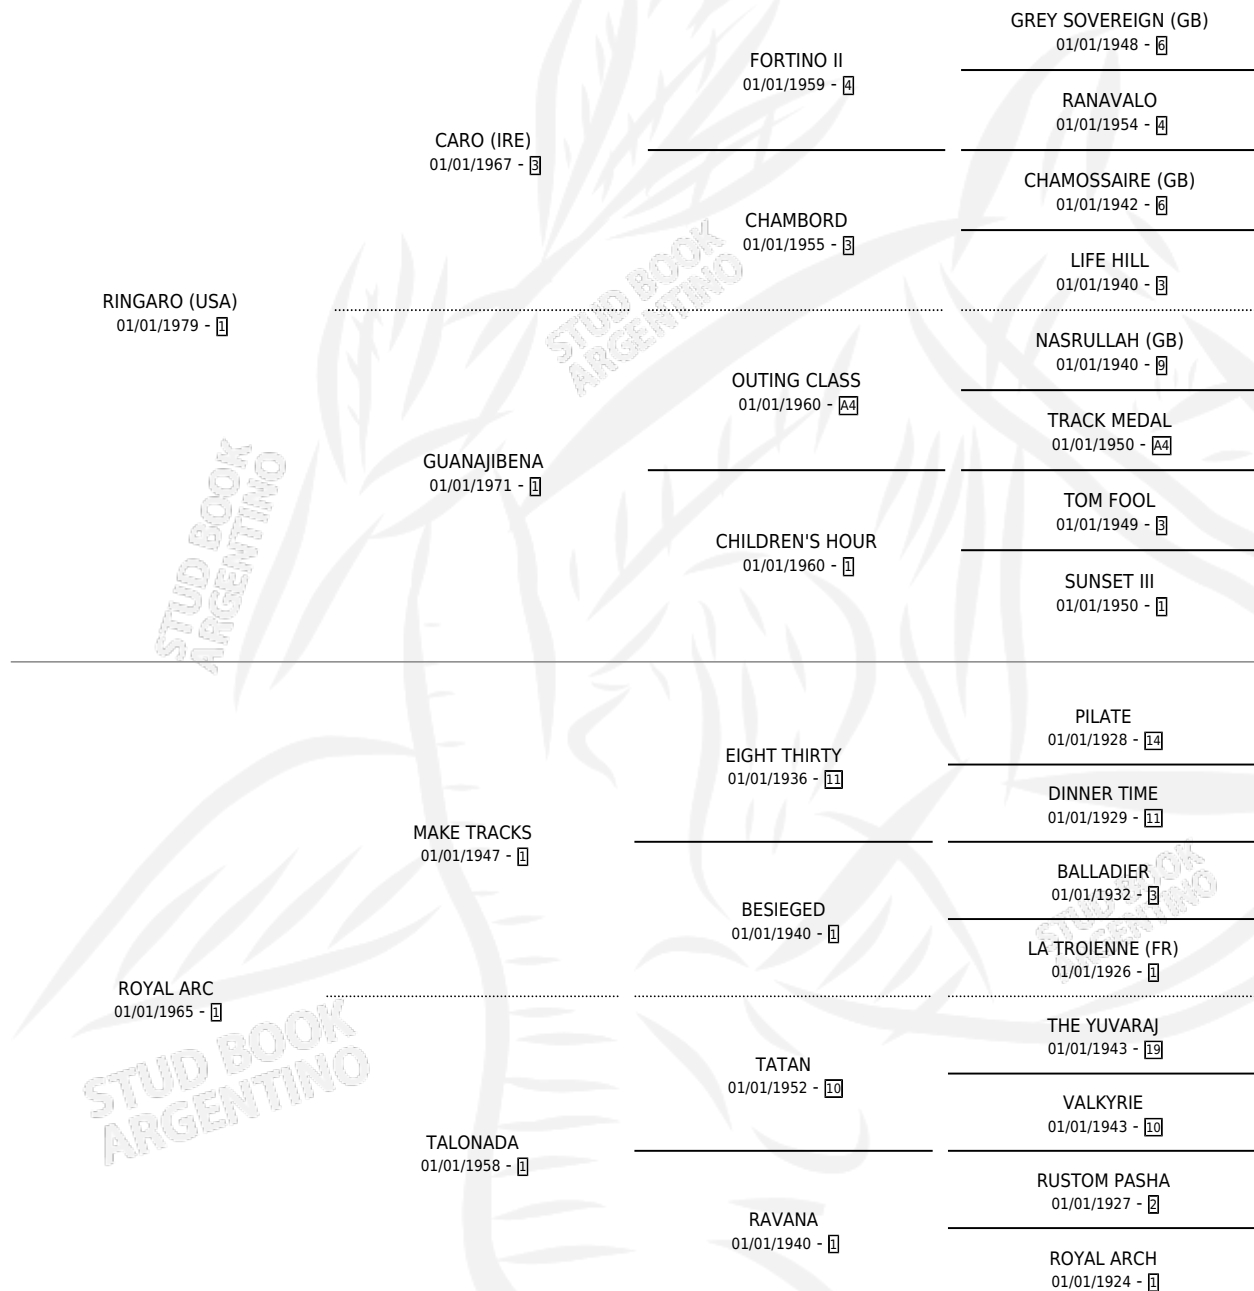 GREY SOVEREIGN (GB)
01/01/1948 - 6
FORTINO II
01/01/1959 - 4
RANAVALO
01/01/1954 - 4
CARO (IRE)
01/01/1967 - 3
CHAMOSSAIRE (GB)
01/01/1942 - 6
CHAMBORD
01/01/1955 - 3
LIFE HILL
01/01/1940 - 3
RINGARO (USA)
01/01/1979 - 1
STUD BOOK
ARGENTINO
NASRULLAH (GB)
01/01/1940 - 9
OUTING CLASS
01/01/1960 - A4
TRACK MEDAL
01/01/1950 - A4
GUANAJIBENA
01/01/1971 - 1
TOM FOOL
01/01/1949 - 3
CHILDREN'S HOUR
01/01/1960 - 1
SUNSET III
01/01/1950 - 1
STUD BOOK
ARGENTINO
PILATE
01/01/1928 - 14
EIGHT THIRTY
01/01/1936 - 11
DINNER TIME
01/01/1929 - 11
MAKE TRACKS
01/01/1947 - 1
BALLADIER
01/01/1932 - 3
BESIEGED
01/01/1940 - 1
STUD BOOK
ARGENTINO
LA TROIENNE (FR)
01/01/1926 - 1
ROYAL ARC
01/01/1965 - 1
THE YUVARAJ
01/01/1943 - 19
TATAN
01/01/1952 - 10
STUD BOOK
ARGENTINO
VALKYRIE
01/01/1943 - 10
TALONADA
01/01/1958 - 1
RUSTOM PASHA
01/01/1927 - 2
RAVANA
01/01/1940 - 1
ROYAL ARCH
01/01/1924 - 1